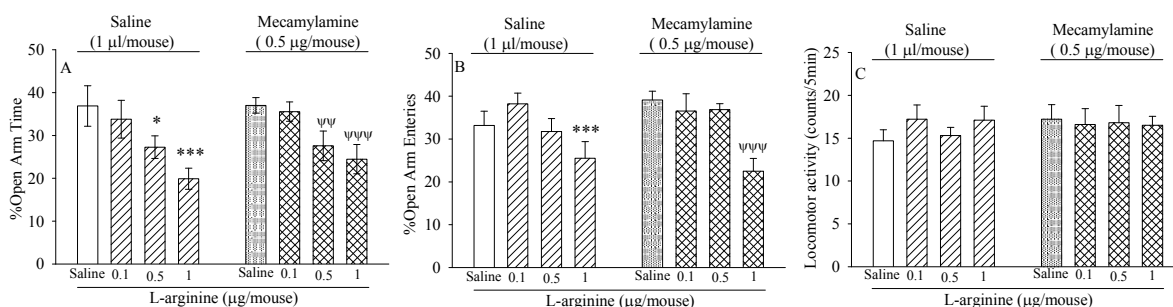 Saline
(1 µl/mouse)
Mecamylamine
( 0.5 µg/mouse)
A
%Open Arm Time
50
40
30
20
10
0
*
***
ψψ
ψψψ
Saline 0.1 0.5 1 Saline 0.1 0.5 1
L-arginine (µg/mouse)
Saline
(1 µl/mouse)
Mecamylamine
( 0.5 µg/mouse)
B
%Open Arm Enteries
50
40
30
20
10
0
***
ψψψ
Saline 0.1 0.5 1 Saline 0.1 0.5 1
L-arginine (µg/mouse)
Saline
(1 µl/mouse)
Mecamylamine
( 0.5 µg/mouse)
C
Locomotor activity (counts/5min)
25
20
15
10
5
0
Saline 0.1 0.5 1 Saline 0.1 0.5 1
L-arginine (µg/mouse)